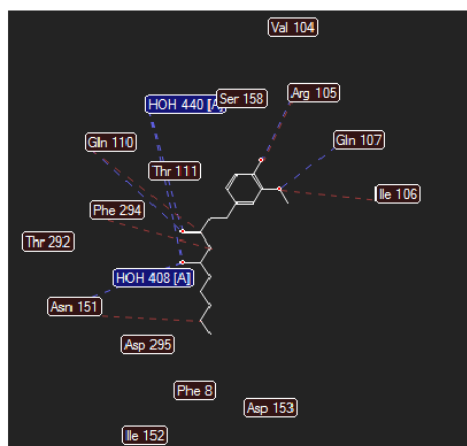 Val 104
HOH 440 [A]
Ser 158
Arg 105
Gln 110
Gln 107
Thr 111
Ile 106
Phe 294
Thr 292
HOH 408 [A]
Asn 151
Asp 295
Phe 8
Asp 153
Ile 152